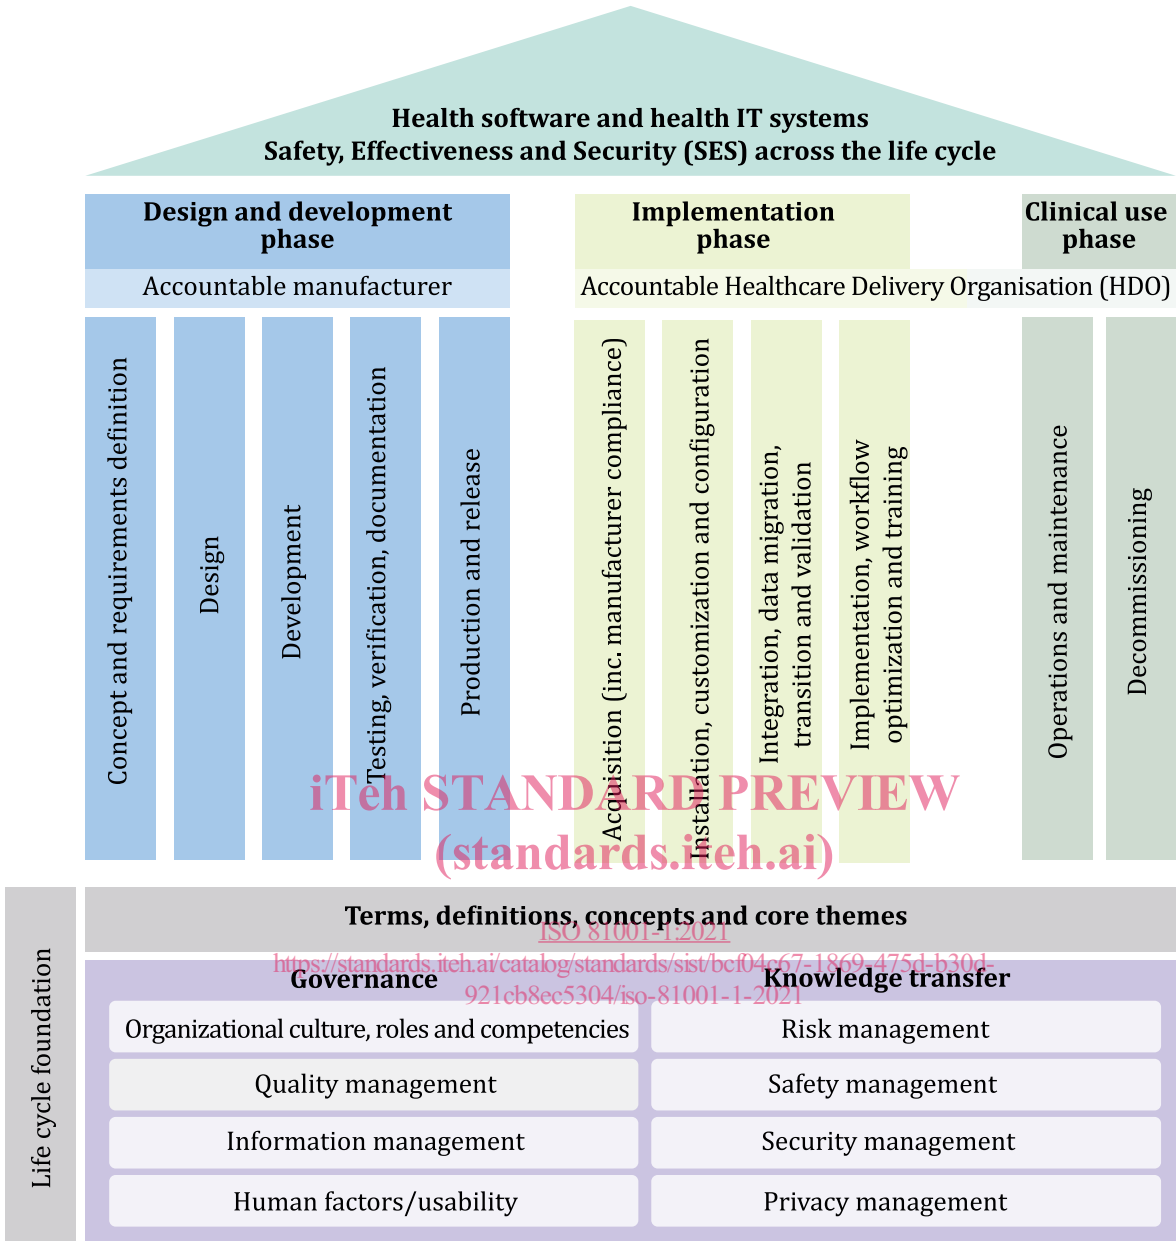 Health software and health IT systems
Safety, Effectiveness and Security (SES) across the life cycle
Design and development
phase
Accountable manufacturer
Concept and requirements definition
Design
Development
Testing, verification, documentation
Production and release
Implementation
phase
Clinical use
phase
Accountable Healthcare Delivery Organisation (HDO)
Acquisition (inc. manufacturer compliance)
Installation, customization and configuration
Integration, data migration,
transition and validation
Implementation, workflow
optimization and training
Operations and maintenance
Decommissioning
iTeh STANDARD PREVIEW
(standards.iteh.ai)
Life cycle foundation
Terms, definitions, concepts and core themes
ISO 81001-1:2021
https://standards.iteh.ai/catalog/standards/sist/bcf04c67-1869-475d-b30d-
921cb8ec5304/iso-81001-1-2021
Governance
Organizational culture, roles and competencies
Quality management
Information management
Human factors/usability
Knowledge transfer
Risk management
Safety management
Security management
Privacy management